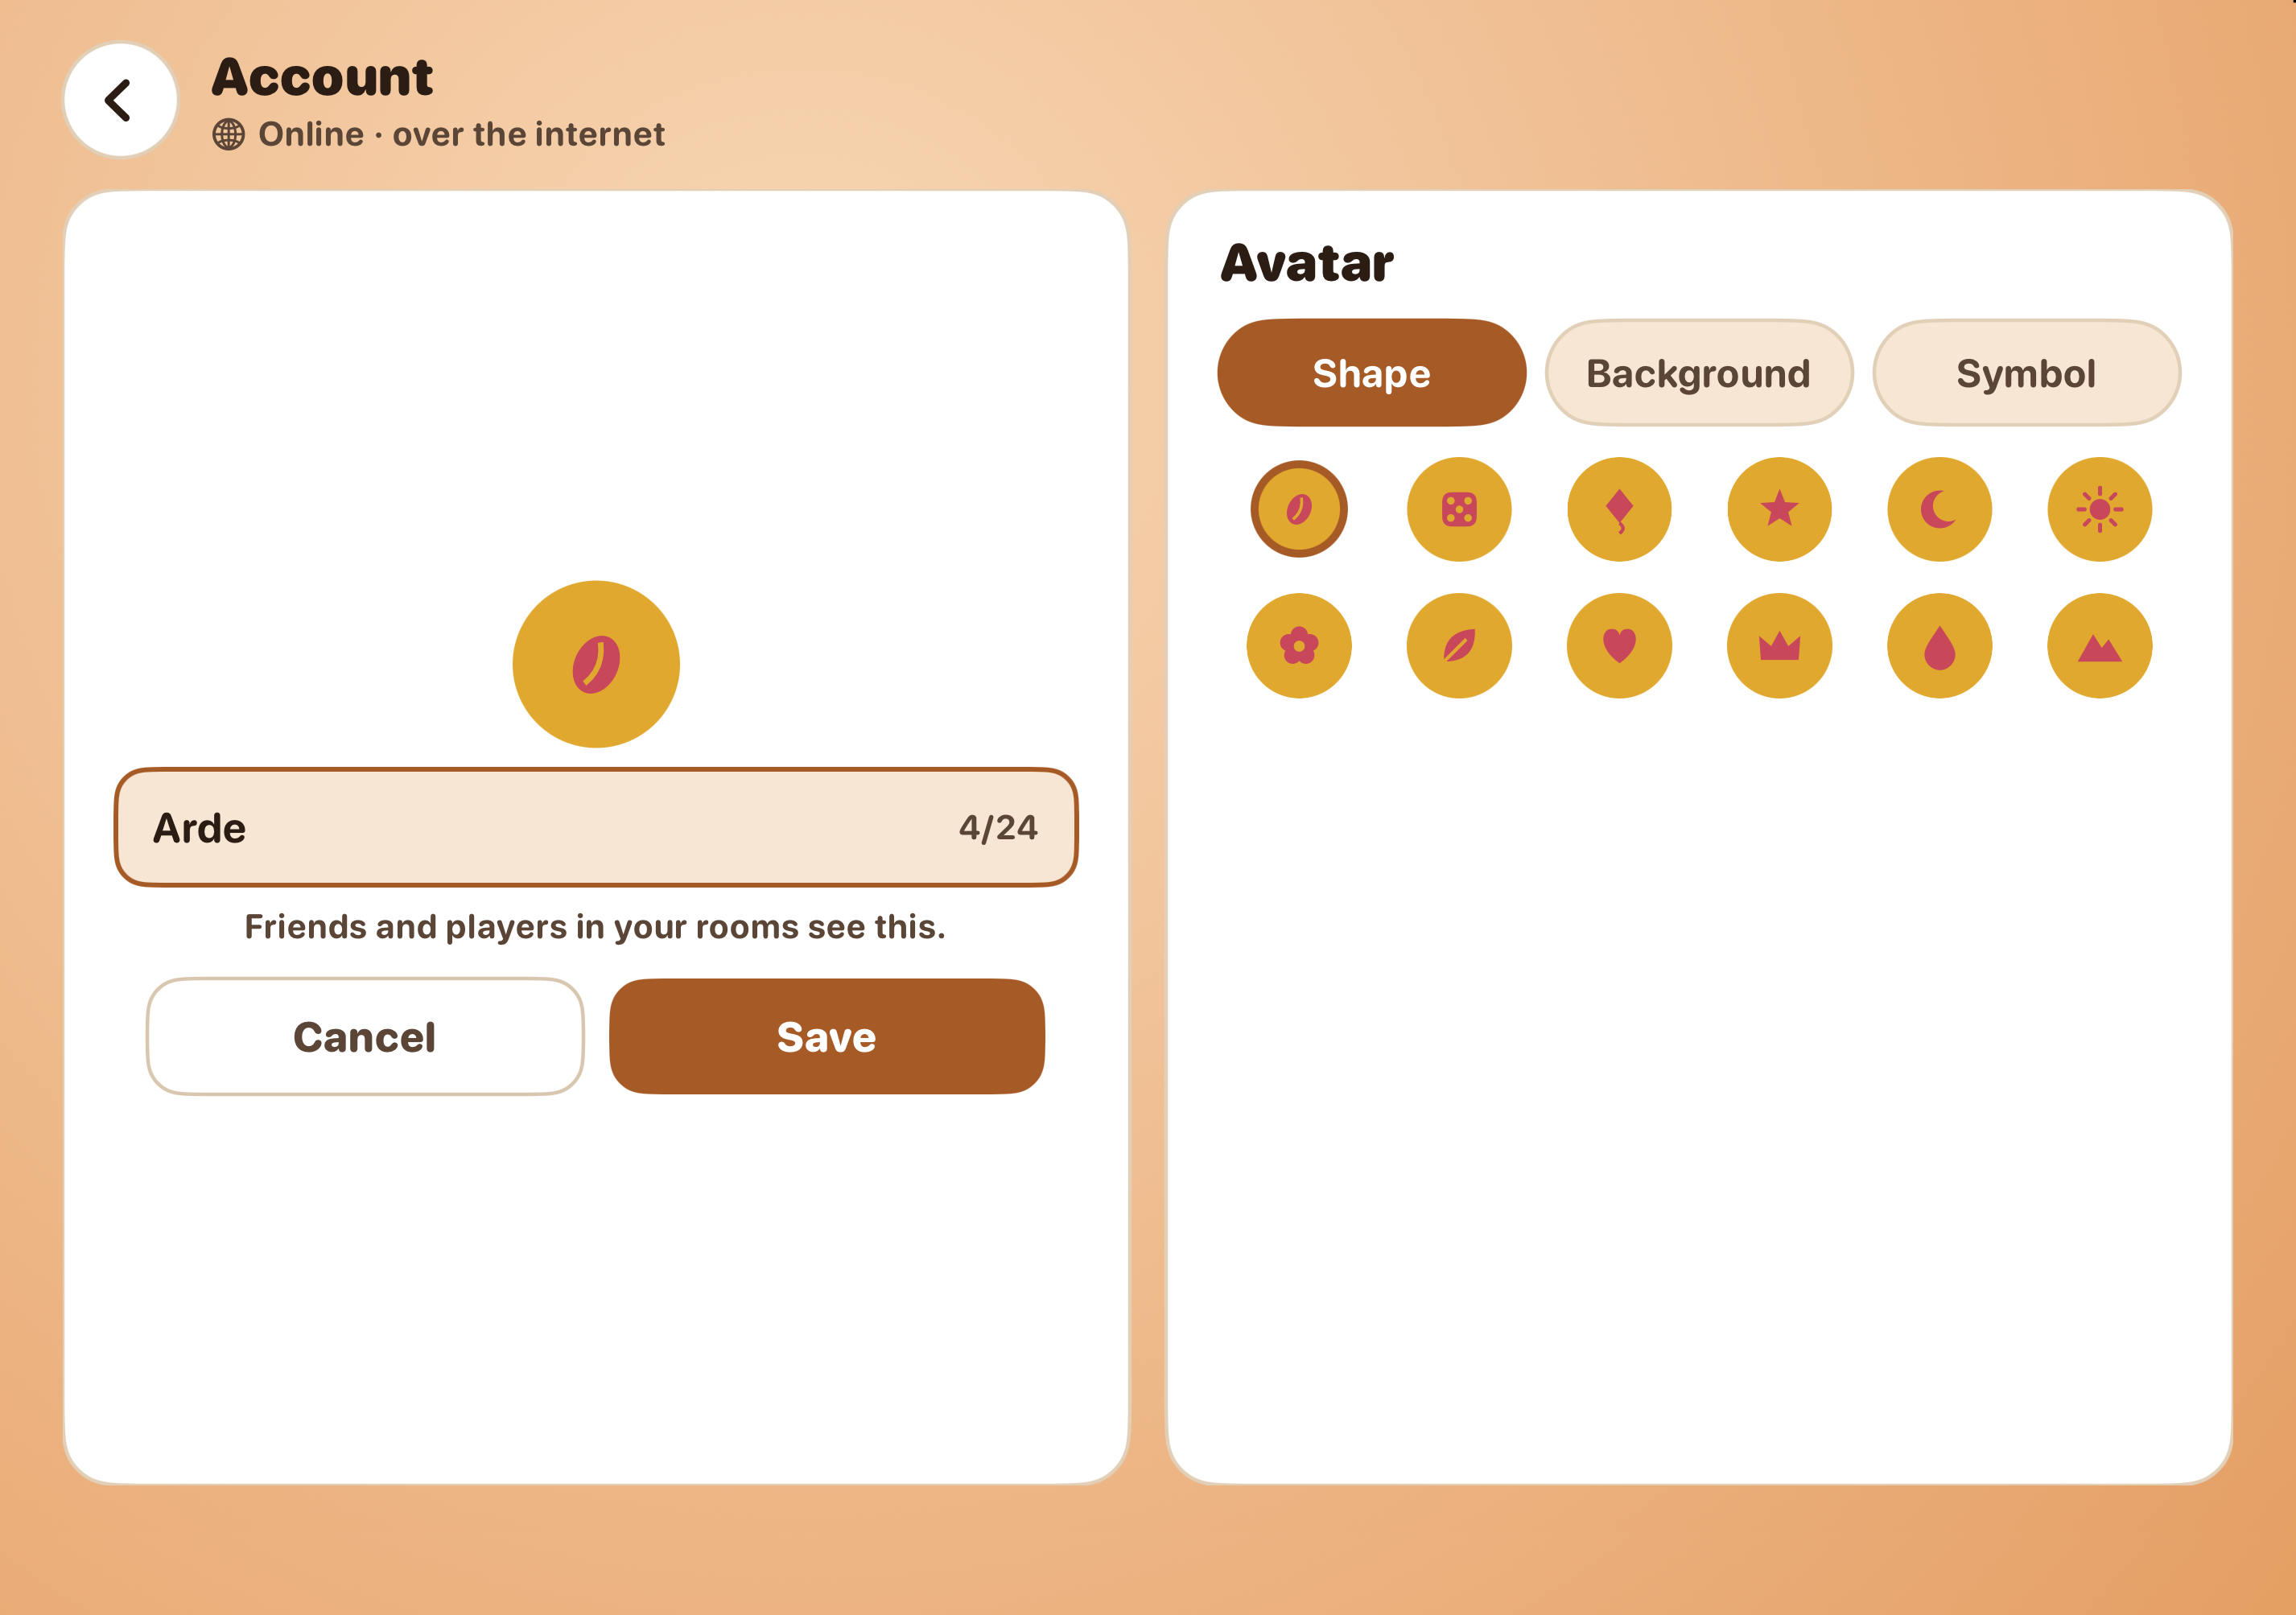 Account
Online · over the internet
Arde
4/24
Friends and players in your rooms see this.
Cancel
Save
Avatar
Shape
Background
Symbol